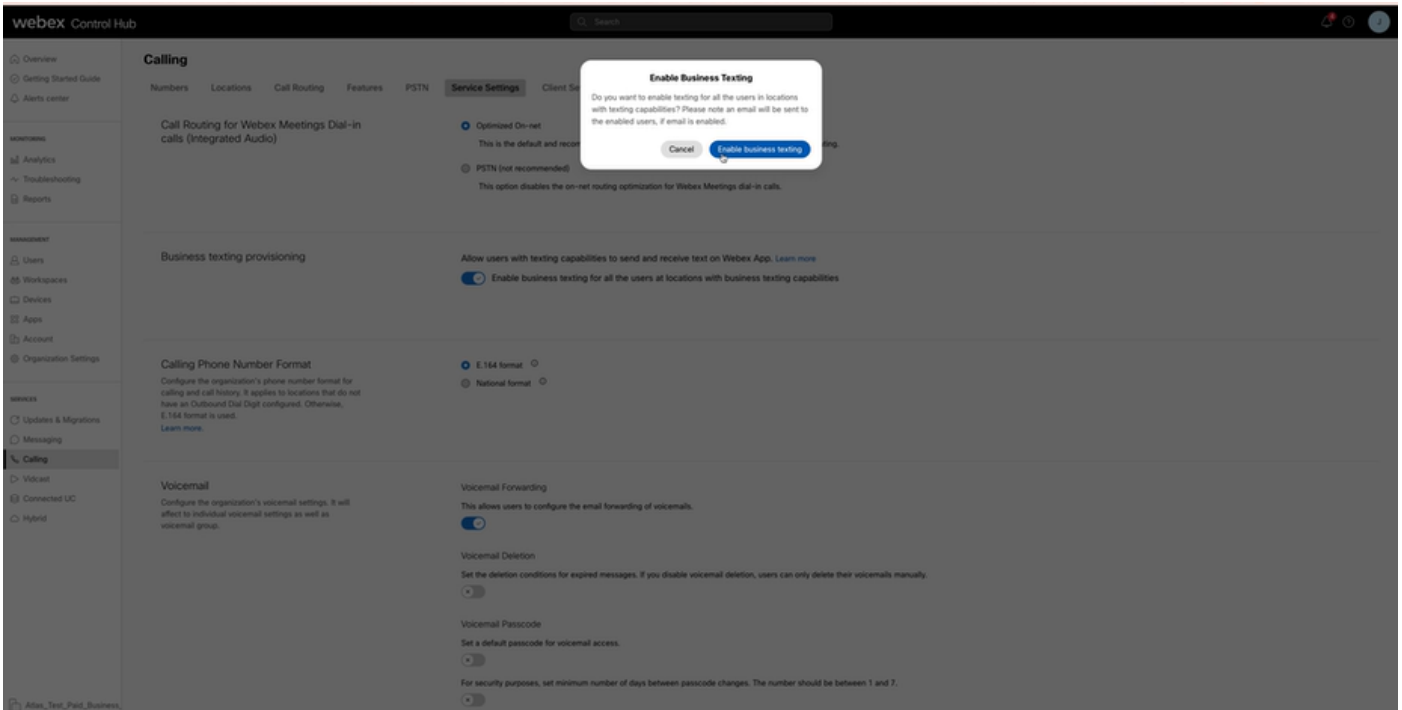 webex Control Hub
Search
J
Overview
Getting Started Guide
Alerts center
MONITORING
Analytics
Troubleshooting
Reports
MANAGEMENT
Users
Workspaces
Devices
Apps
Account
Organization Settings
SERVICES
Updates & Migrations
Messaging
Calling
Vidcast
Connected UC
Hybrid
Atlas_Test_Paid_Business
Calling
Numbers Locations Call Routing Features PSTN Service Settings Client Se
Enable Business Texting
Do you want to enable texting for all the users in locations
with texting capabilities? Please note an email will be sent to
the enabled users, if email is enabled.
Cancel Enable business texting
Call Routing for Webex Meetings Dial-in
calls (Integrated Audio)
Optimized On-net
This is the default and recom
PSTN (not recommended)
This option disables the on-net routing optimization for Webex Meetings dial-in calls.
Business texting provisioning
Allow users with texting capabilities to send and receive text on Webex App. Learn more
Enable business texting for all the users at locations with business texting capabilities
Calling Phone Number Format
Configure the organization's phone number format for
calling and call history. It applies to locations that do not
have an Outbound Dial Digit configured. Otherwise,
E.164 format is used.
Learn more.
E.164 format
National format
Voicemail
Configure the organization's voicemail settings. It will
affect to individual voicemail settings as well as
voicemail group.
Voicemail Forwarding
This allows users to configure the email forwarding of voicemails.
Voicemail Deletion
Set the deletion conditions for expired messages. If you disable voicemail deletion, users can only delete their voicemails manually.
Voicemail Passcode
Set a default passcode for voicemail access.
For security purposes, set minimum number of days between passcode changes. The number should be between 1 and 7.